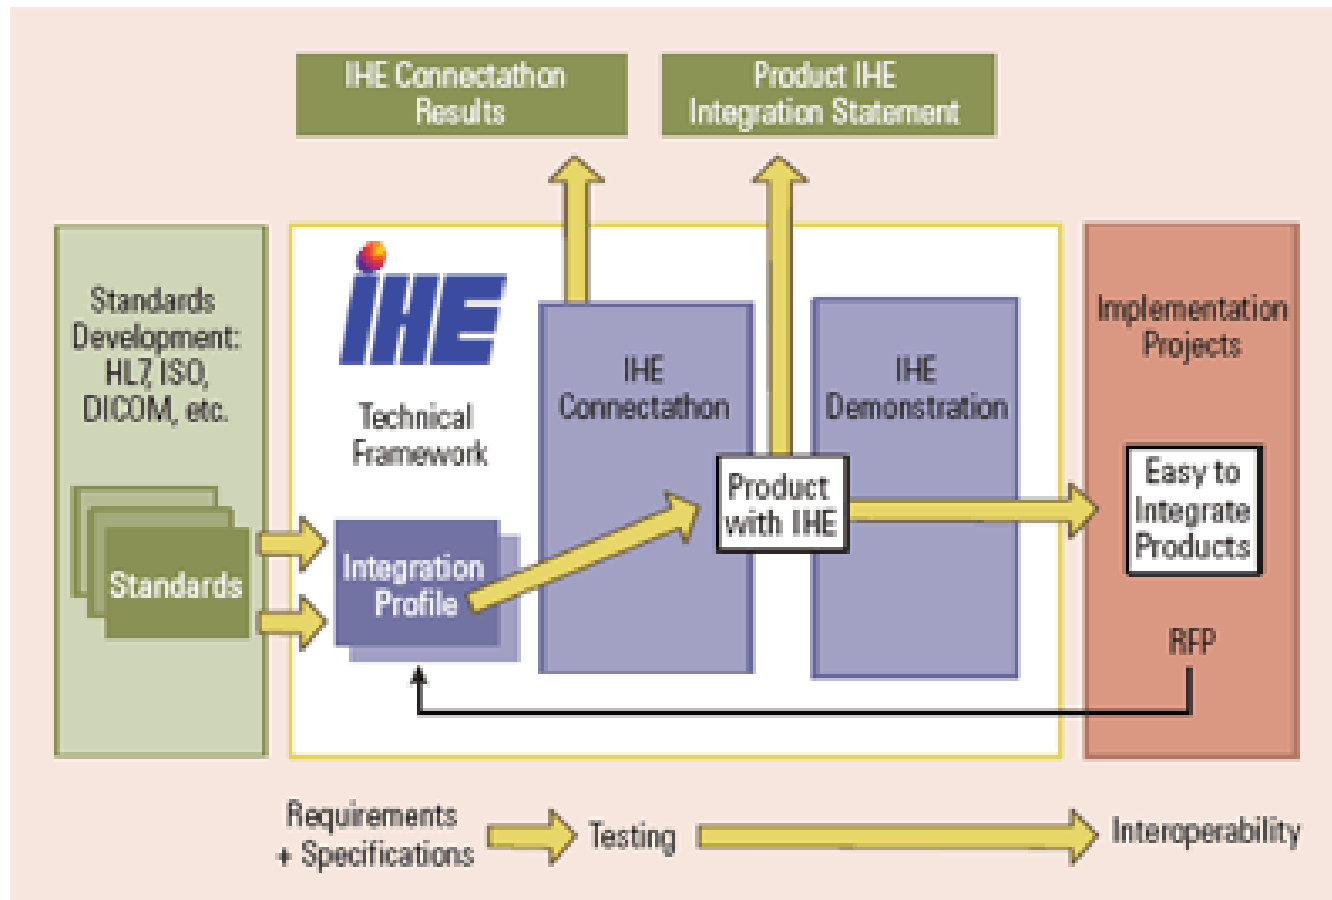 IHE Connectathon
Results
Product IHE
Integration Statement
Standards
Development:
HL7, ISO,
DICOM, etc.
Standards
IHE
Technical
Framework
Integration
Profile
IHE
Connectathon
Product
with IHE
IHE
Demonstration
Implementation
Projects
Easy to
Integrate
Products
RFP
Requirements
+ Specifications
Testing
Interoperability